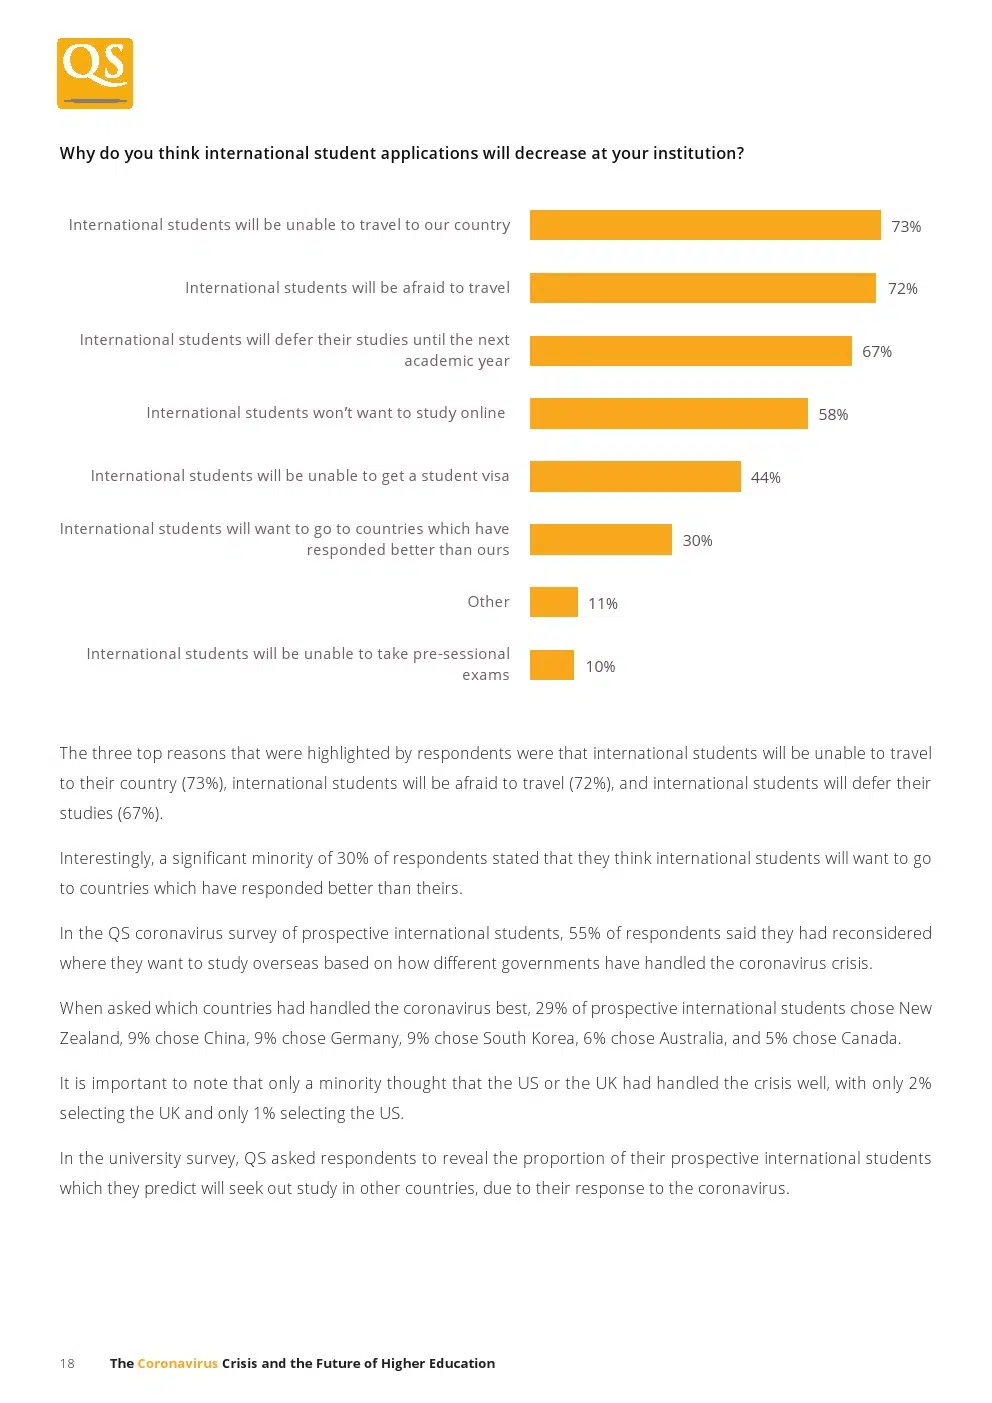 QS
Why do you think international student applications will decrease at your institution?
International students will be unable to travel to our country 73%
International students will be afraid to travel 72%
International students will defer their studies until the next
academic year 67%
International students won’t want to study online 58%
International students will be unable to get a student visa 44%
International students will want to go to countries which have
responded better than ours 30%
Other 11%
International students will be unable to take pre-sessional
exams 10%
The three top reasons that were highlighted by respondents were that international students will be unable to travel
to their country (73%), international students will be afraid to travel (72%), and international students will defer their
studies (67%).
Interestingly, a significant minority of 30% of respondents stated that they think international students will want to go
to countries which have responded better than theirs.
In the QS coronavirus survey of prospective international students, 55% of respondents said they had reconsidered
where they want to study overseas based on how different governments have handled the coronavirus crisis.
When asked which countries had handled the coronavirus best, 29% of prospective international students chose New
Zealand, 9% chose China, 9% chose Germany, 9% chose South Korea, 6% chose Australia, and 5% chose Canada.
It is important to note that only a minority thought that the US or the UK had handled the crisis well, with only 2%
selecting the UK and only 1% selecting the US.
In the university survey, QS asked respondents to reveal the proportion of their prospective international students
which they predict will seek out study in other countries, due to their response to the coronavirus.
18 The Coronavirus Crisis and the Future of Higher Education